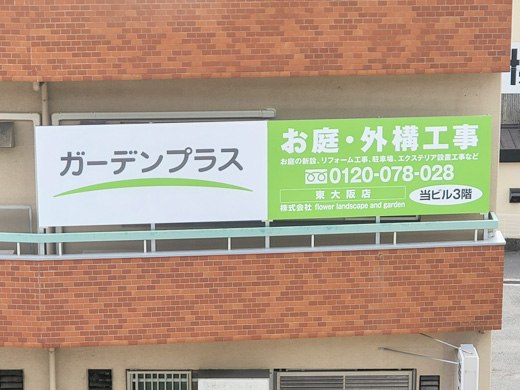 ガーデンプラス
お庭・外構工事
お庭の新設、リフォーム工事、駐車場、エクステリア設置工事など
0120-078-028
東大阪店
当ビル3階
株式会社 flower landscape and garden